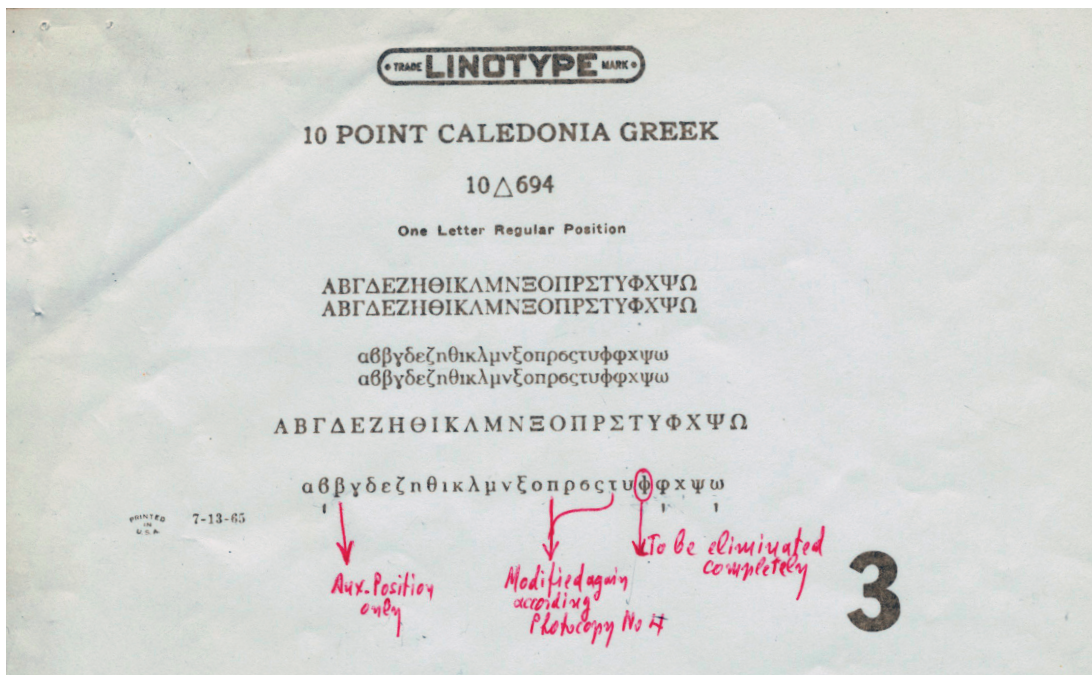 • TRADE LINOTYPE MARK •
10 POINT CALEDONIA GREEK
10△694
One Letter Regular Position
ΑΒΓΔΕΖΗΘΙΚΛΜΝΞΟΠΡΣΤΥΦΧΨΩ
ΑΒΓΔΕΖΗΘΙΚΛΜΝΞΟΠΡΣΤΥΦΧΨΩ
αϐβγδεζηθικλμνξοπρσςτυϕφχψω
αϐβγδεζηθικλμνξοπρσςτυϕφχψω
ΑΒΓΔΕΖΗΘΙΚΛΜΝΞΟΠΡΣΤΥΦΧΨΩ
αϐβγδεζηθικλμνξοπρσςτυϕφχψω
PRINTED
IN
U.S.A.
7-13-65
Aux. Position
only
Modified again
according
Photocopy No 4
To be eliminated
completely
3